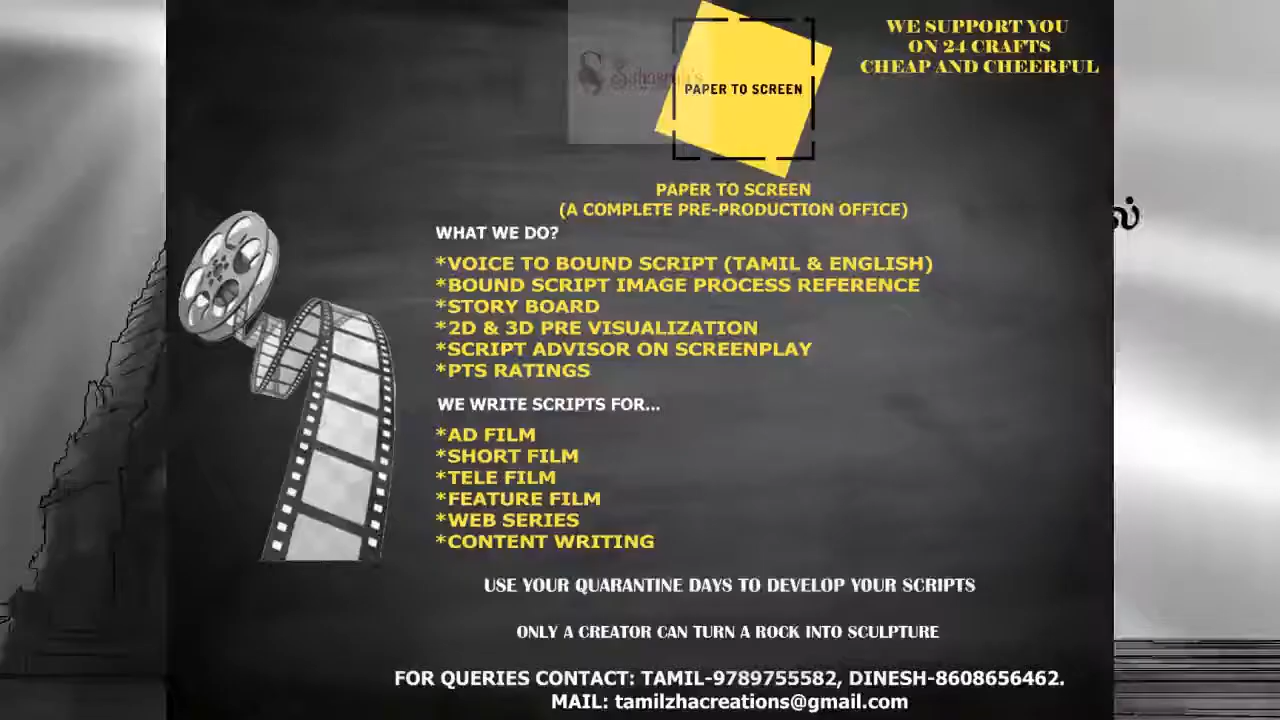 WE SUPPORT YOU
ON 24 CRAFTS
CHEAP AND CHEERFUL
PAPER TO SCREEN
PAPER TO SCREEN
(A COMPLETE PRE-PRODUCTION OFFICE)
WHAT WE DO?
*VOICE TO BOUND SCRIPT (TAMIL & ENGLISH)
*BOUND SCRIPT IMAGE PROCESS REFERENCE
*STORY BOARD
*2D & 3D PRE VISUALIZATION
*SCRIPT ADVISOR ON SCREENPLAY
*PTS RATINGS
WE WRITE SCRIPTS FOR...
*AD FILM
*SHORT FILM
*TELE FILM
*FEATURE FILM
*WEB SERIES
*CONTENT WRITING
USE YOUR QUARANTINE DAYS TO DEVELOP YOUR SCRIPTS
ONLY A CREATOR CAN TURN A ROCK INTO SCULPTURE
FOR QUERIES CONTACT: TAMIL-9789755582, DINESH-8608656462.
MAIL: tamilzhacreations@gmail.com